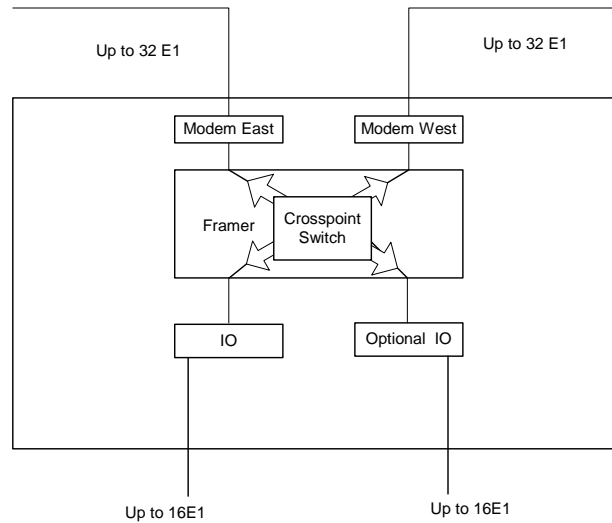 Up to 32 E1
Up to 32 E1
Modem East
Modem West
Framer
Crosspoint
Switch
IO
Optional IO
Up to 16E1
Up to 16E1